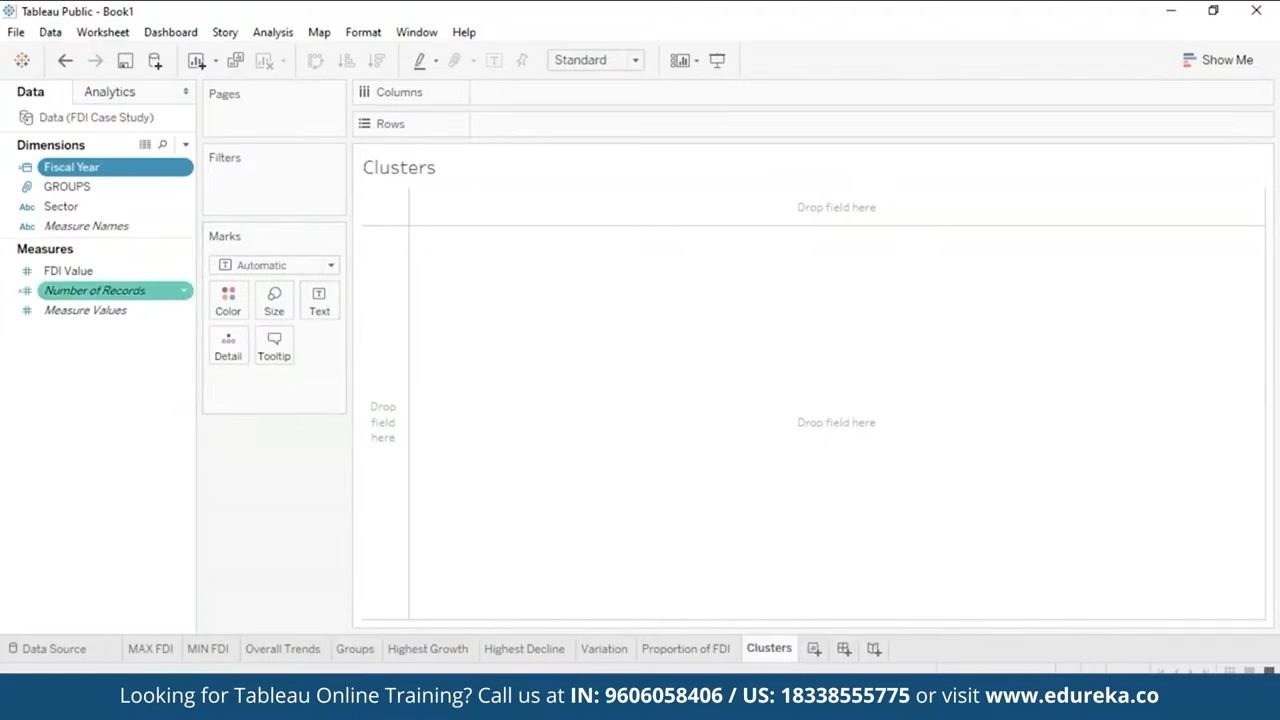 Tableau Public - Book1
File Data Worksheet Dashboard Story Analysis Map Format Window Help
Standard
Show Me
Data Analytics
Pages
Columns
Data (FDI Case Study)
Rows
Dimensions
Filters
Fiscal Year
Clusters
GROUPS
Abc Sector
Drop field here
Abc Measure Names
Marks
Measures
FDI Value
Automatic
Number of Records
Color Size Text
Measure Values
Detail Tooltip
Drop
field
here
Drop field here
Data Source MAX FDI MIN FDI Overall Trends Groups Highest Growth Highest Decline Variation Proportion of FDI Clusters
Looking for Tableau Online Training? Call us at IN: 9606058406 / US: 18338555775 or visit www.edureka.co